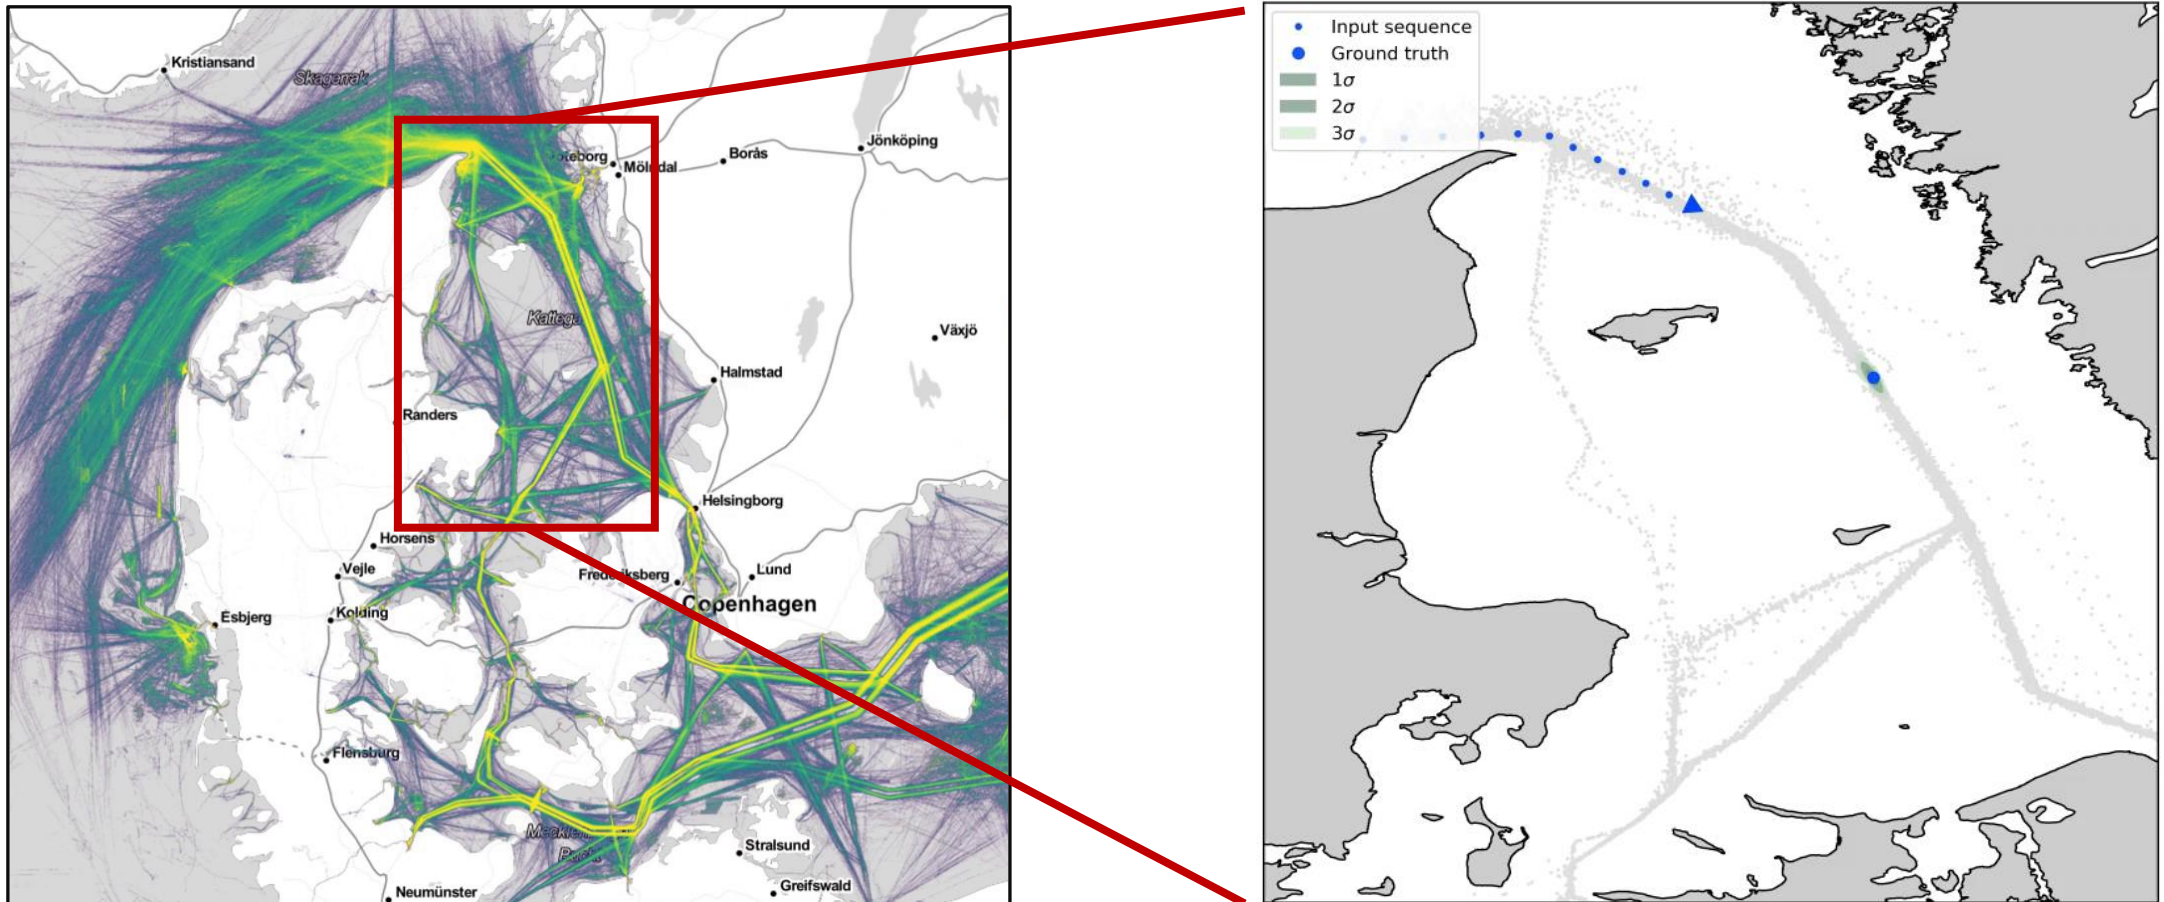 Kristiansand
Skagerrak
Jönköping
Borås
Mölndal
Växjö
Halmstad
Randers
Helsingborg
Horsens
Vejle
Lund
Frederiksberg
Copenhagen
Esbjerg
Kolding
Flensburg
Stralsund
Greifswald
Neumünster
Input sequence
Ground truth
1σ
2σ
3σ